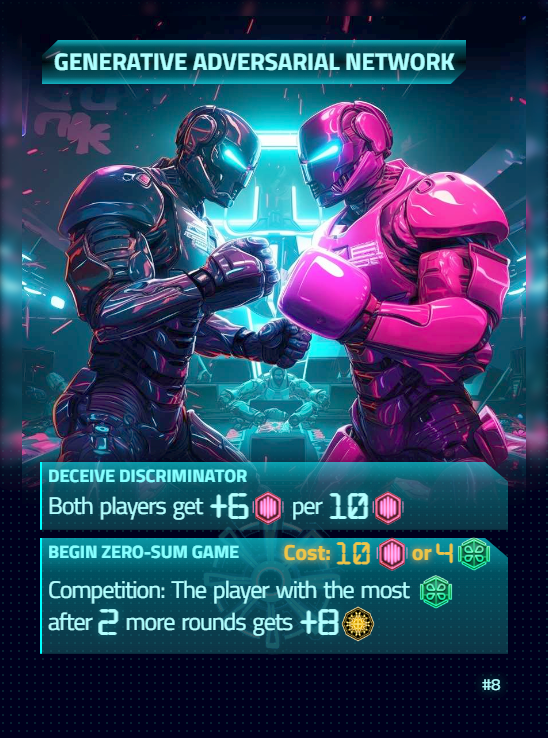 GENERATIVE ADVERSARIAL NETWORK
DECEIVE DISCRIMINATOR
Both players get +6 per 10
BEGIN ZERO-SUM GAME Cost: 10 or 4
Competition: The player with the most
after 2 more rounds gets +8
#8